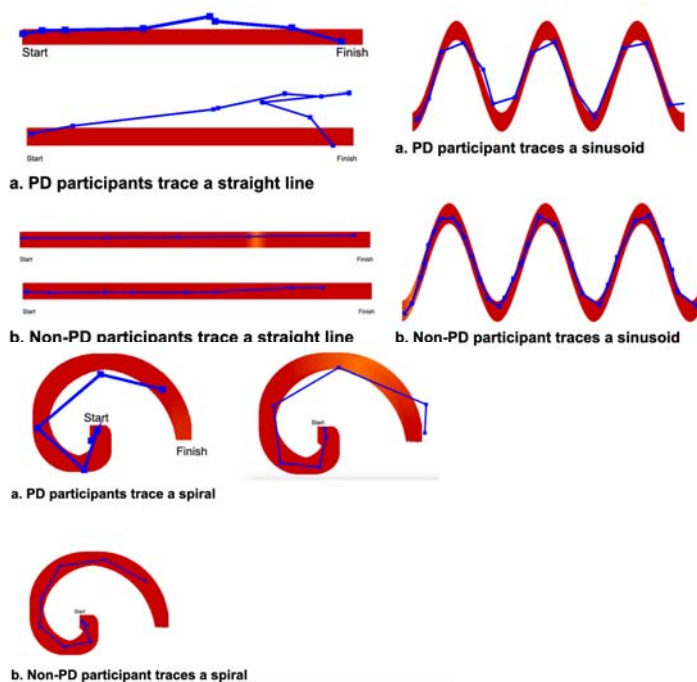 Start Finish
Start Finish
a. PD participants trace a straight line
a. PD participant traces a sinusoid
Start Finish
Start Finish
b. Non-PD participants trace a straight line
b. Non-PD participant traces a sinusoid
Start
Finish
Start
a. PD participants trace a spiral
Start
b. Non-PD participant traces a spiral